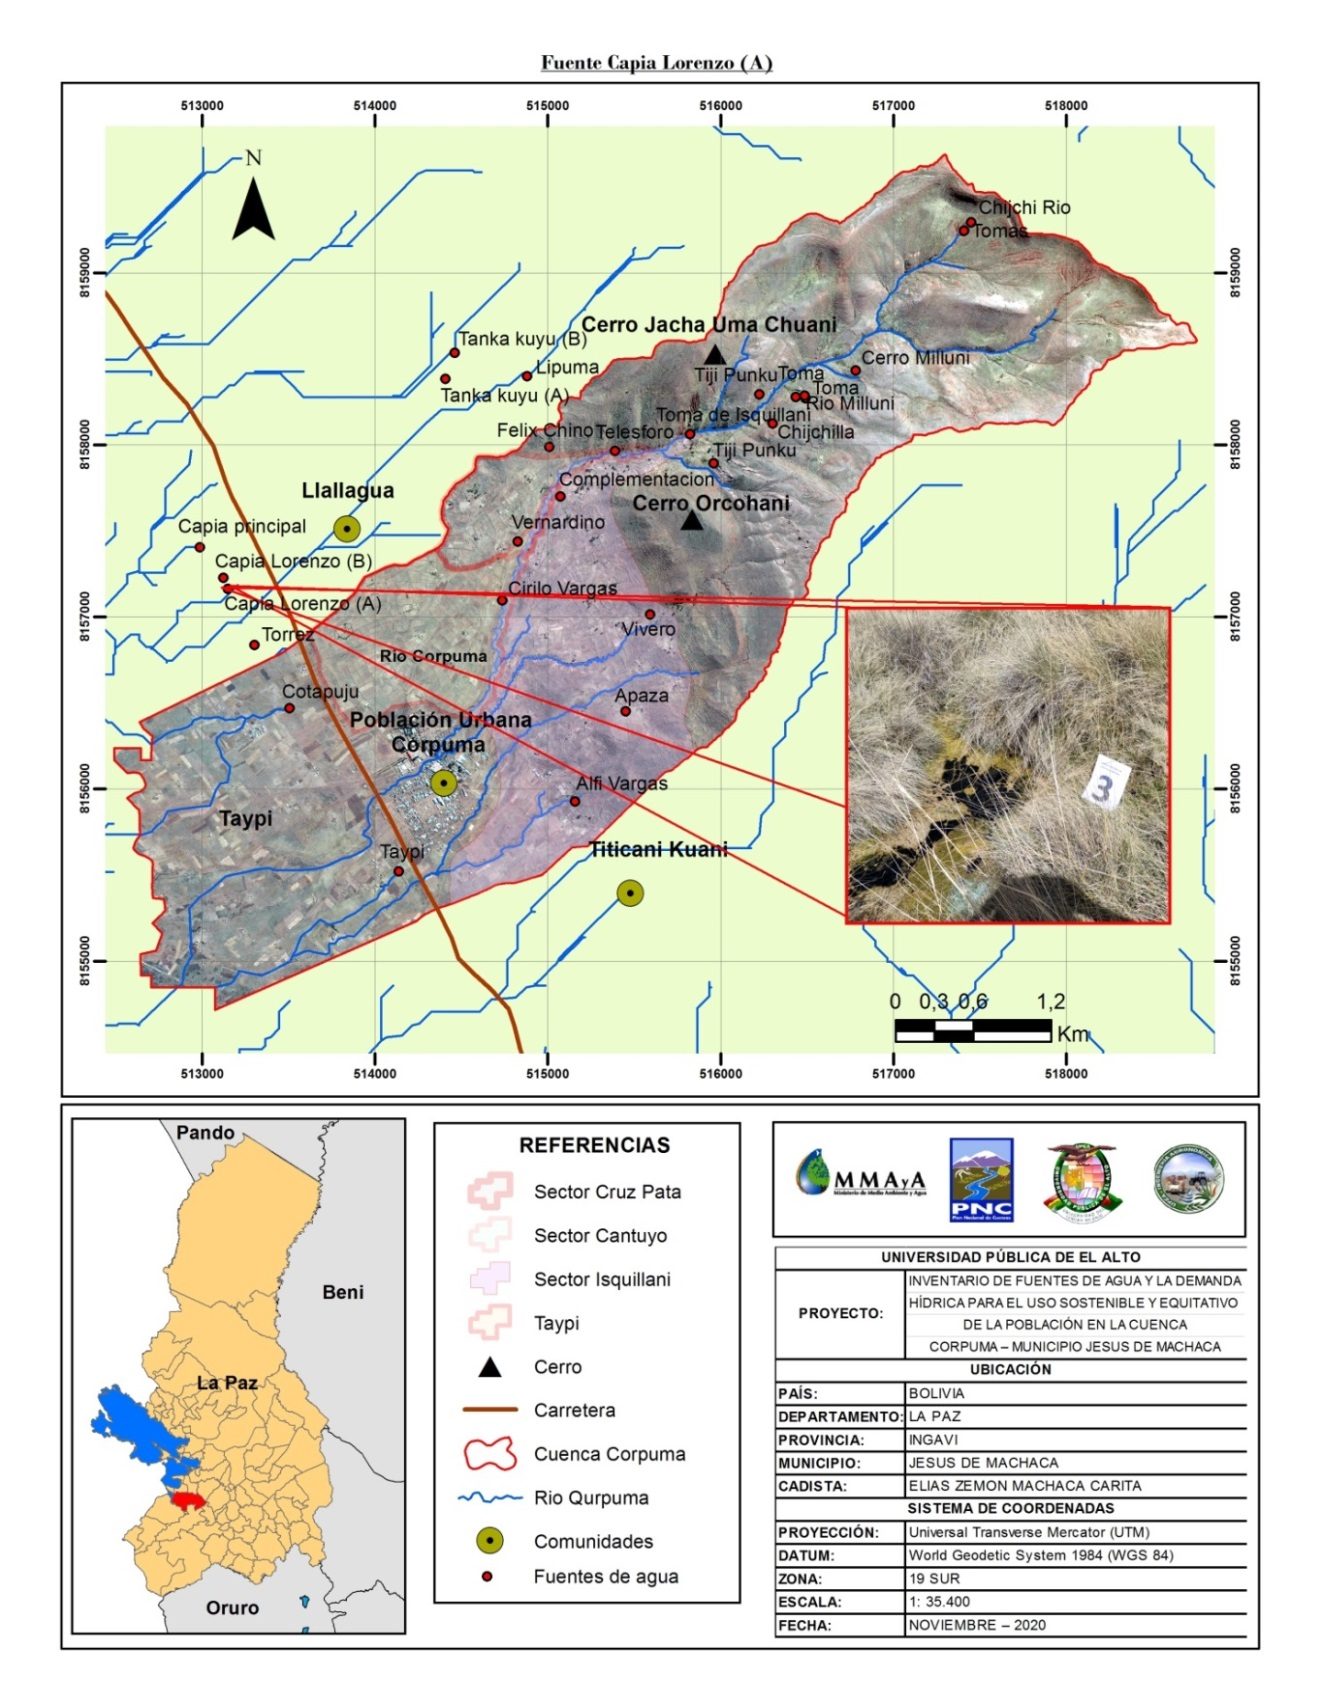 Fuente Capia Lorenzo (A)
513000 514000 515000 516000 517000 518000
N
8159000
8158000
8157000
8156000
8155000
8159000
8158000
8157000
8156000
8155000
Chijchi Rio
Tomas
Cerro Jacha Uma Chuani
Tanka kuyu (B)
Lipuma
Tanka kuyu (A)
Cerro Milluni
Tiji Punku
Toma
Toma
Rio Milluni
Toma de Isquillani
Chijchilla
Felix Chino
Telesforo
Tiji Punku
Complementacion
Cerro Orcohani
Llallagua
Vernardino
Capia principal
Capia Lorenzo (B)
Capia Lorenzo (A)
Cirilo Vargas
Torrez
Vivero
Rio Corpuma
Cotapuju
Apaza
Población Urbana
Corpuma
Alfi Vargas
Taypi
Taypi
Titicani Kuani
3
0 0,3 0,6 1,2
Km
513000 514000 515000 516000 517000 518000
Pando
Beni
La Paz
Oruro
REFERENCIAS
Sector Cruz Pata
Sector Cantuyo
Sector Isquillani
Taypi
Cerro
Carretera
Cuenca Corpuma
Rio Qurpuma
Comunidades
Fuentes de agua
MMAyA
Ministerio de Medio Ambiente y Agua
PNC
Plan Nacional de Cuencas
UNIVERSIDAD PÚBLICA DE EL ALTO
PROYECTO:
INVENTARIO DE FUENTES DE AGUA Y LA DEMANDA
HÍDRICA PARA EL USO SOSTENIBLE Y EQUITATIVO
DE LA POBLACIÓN EN LA CUENCA
CORPUMA – MUNICIPIO JESUS DE MACHACA
UBICACIÓN
PAÍS: BOLIVIA
DEPARTAMENTO: LA PAZ
PROVINCIA: INGAVI
MUNICIPIO: JESUS DE MACHACA
CADISTA: ELIAS ZEMON MACHACA CARITA
SISTEMA DE COORDENADAS
PROYECCIÓN: Universal Transverse Mercator (UTM)
DATUM: World Geodetic System 1984 (WGS 84)
ZONA: 19 SUR
ESCALA: 1: 35.400
FECHA: NOVIEMBRE – 2020